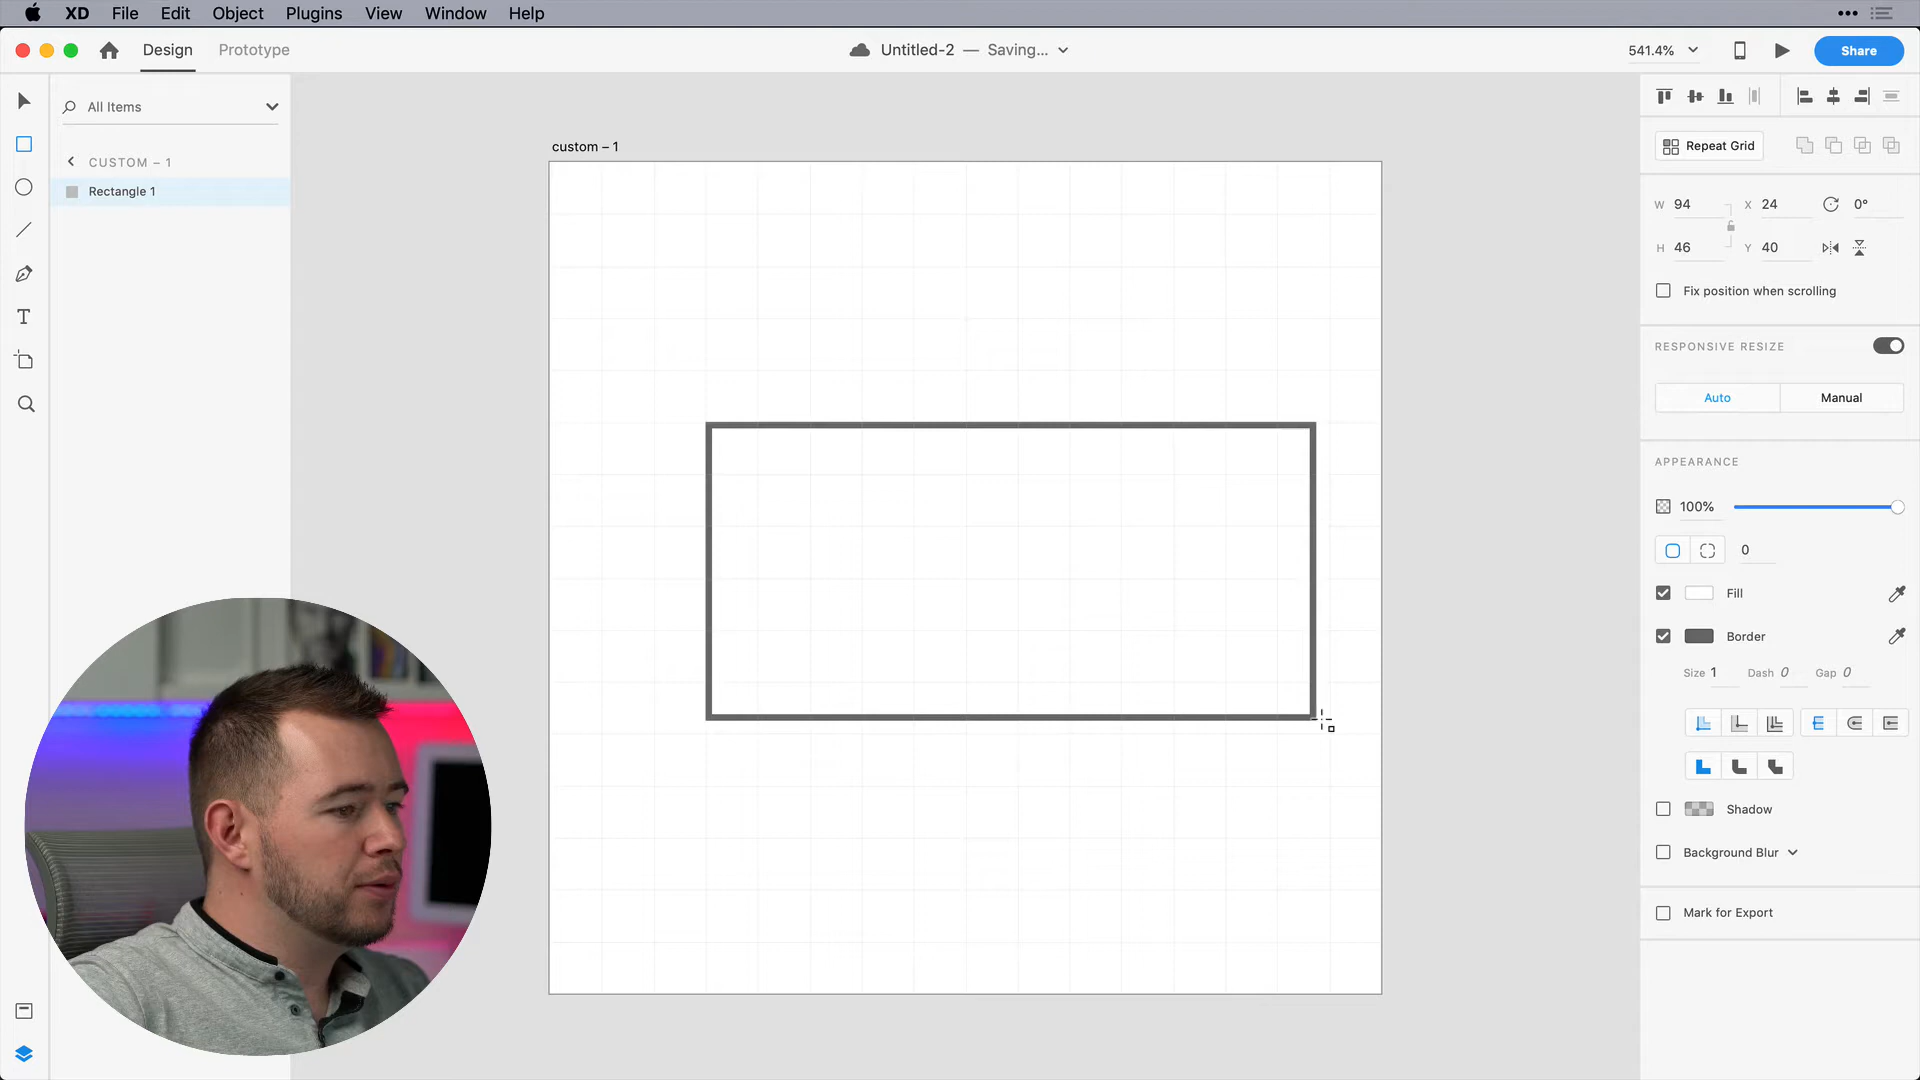 XD File Edit Object Plugins View Window Help
Design Prototype
Untitled-2 — Saving...
541.4%
Share
All Items
CUSTOM – 1
Rectangle 1
custom – 1
Repeat Grid
W 94 X 24 0°
H 46 Y 40
Fix position when scrolling
RESPONSIVE RESIZE
Auto Manual
APPEARANCE
100%
0
Fill
Border
Size 1 Dash 0 Gap 0
Shadow
Background Blur
Mark for Export